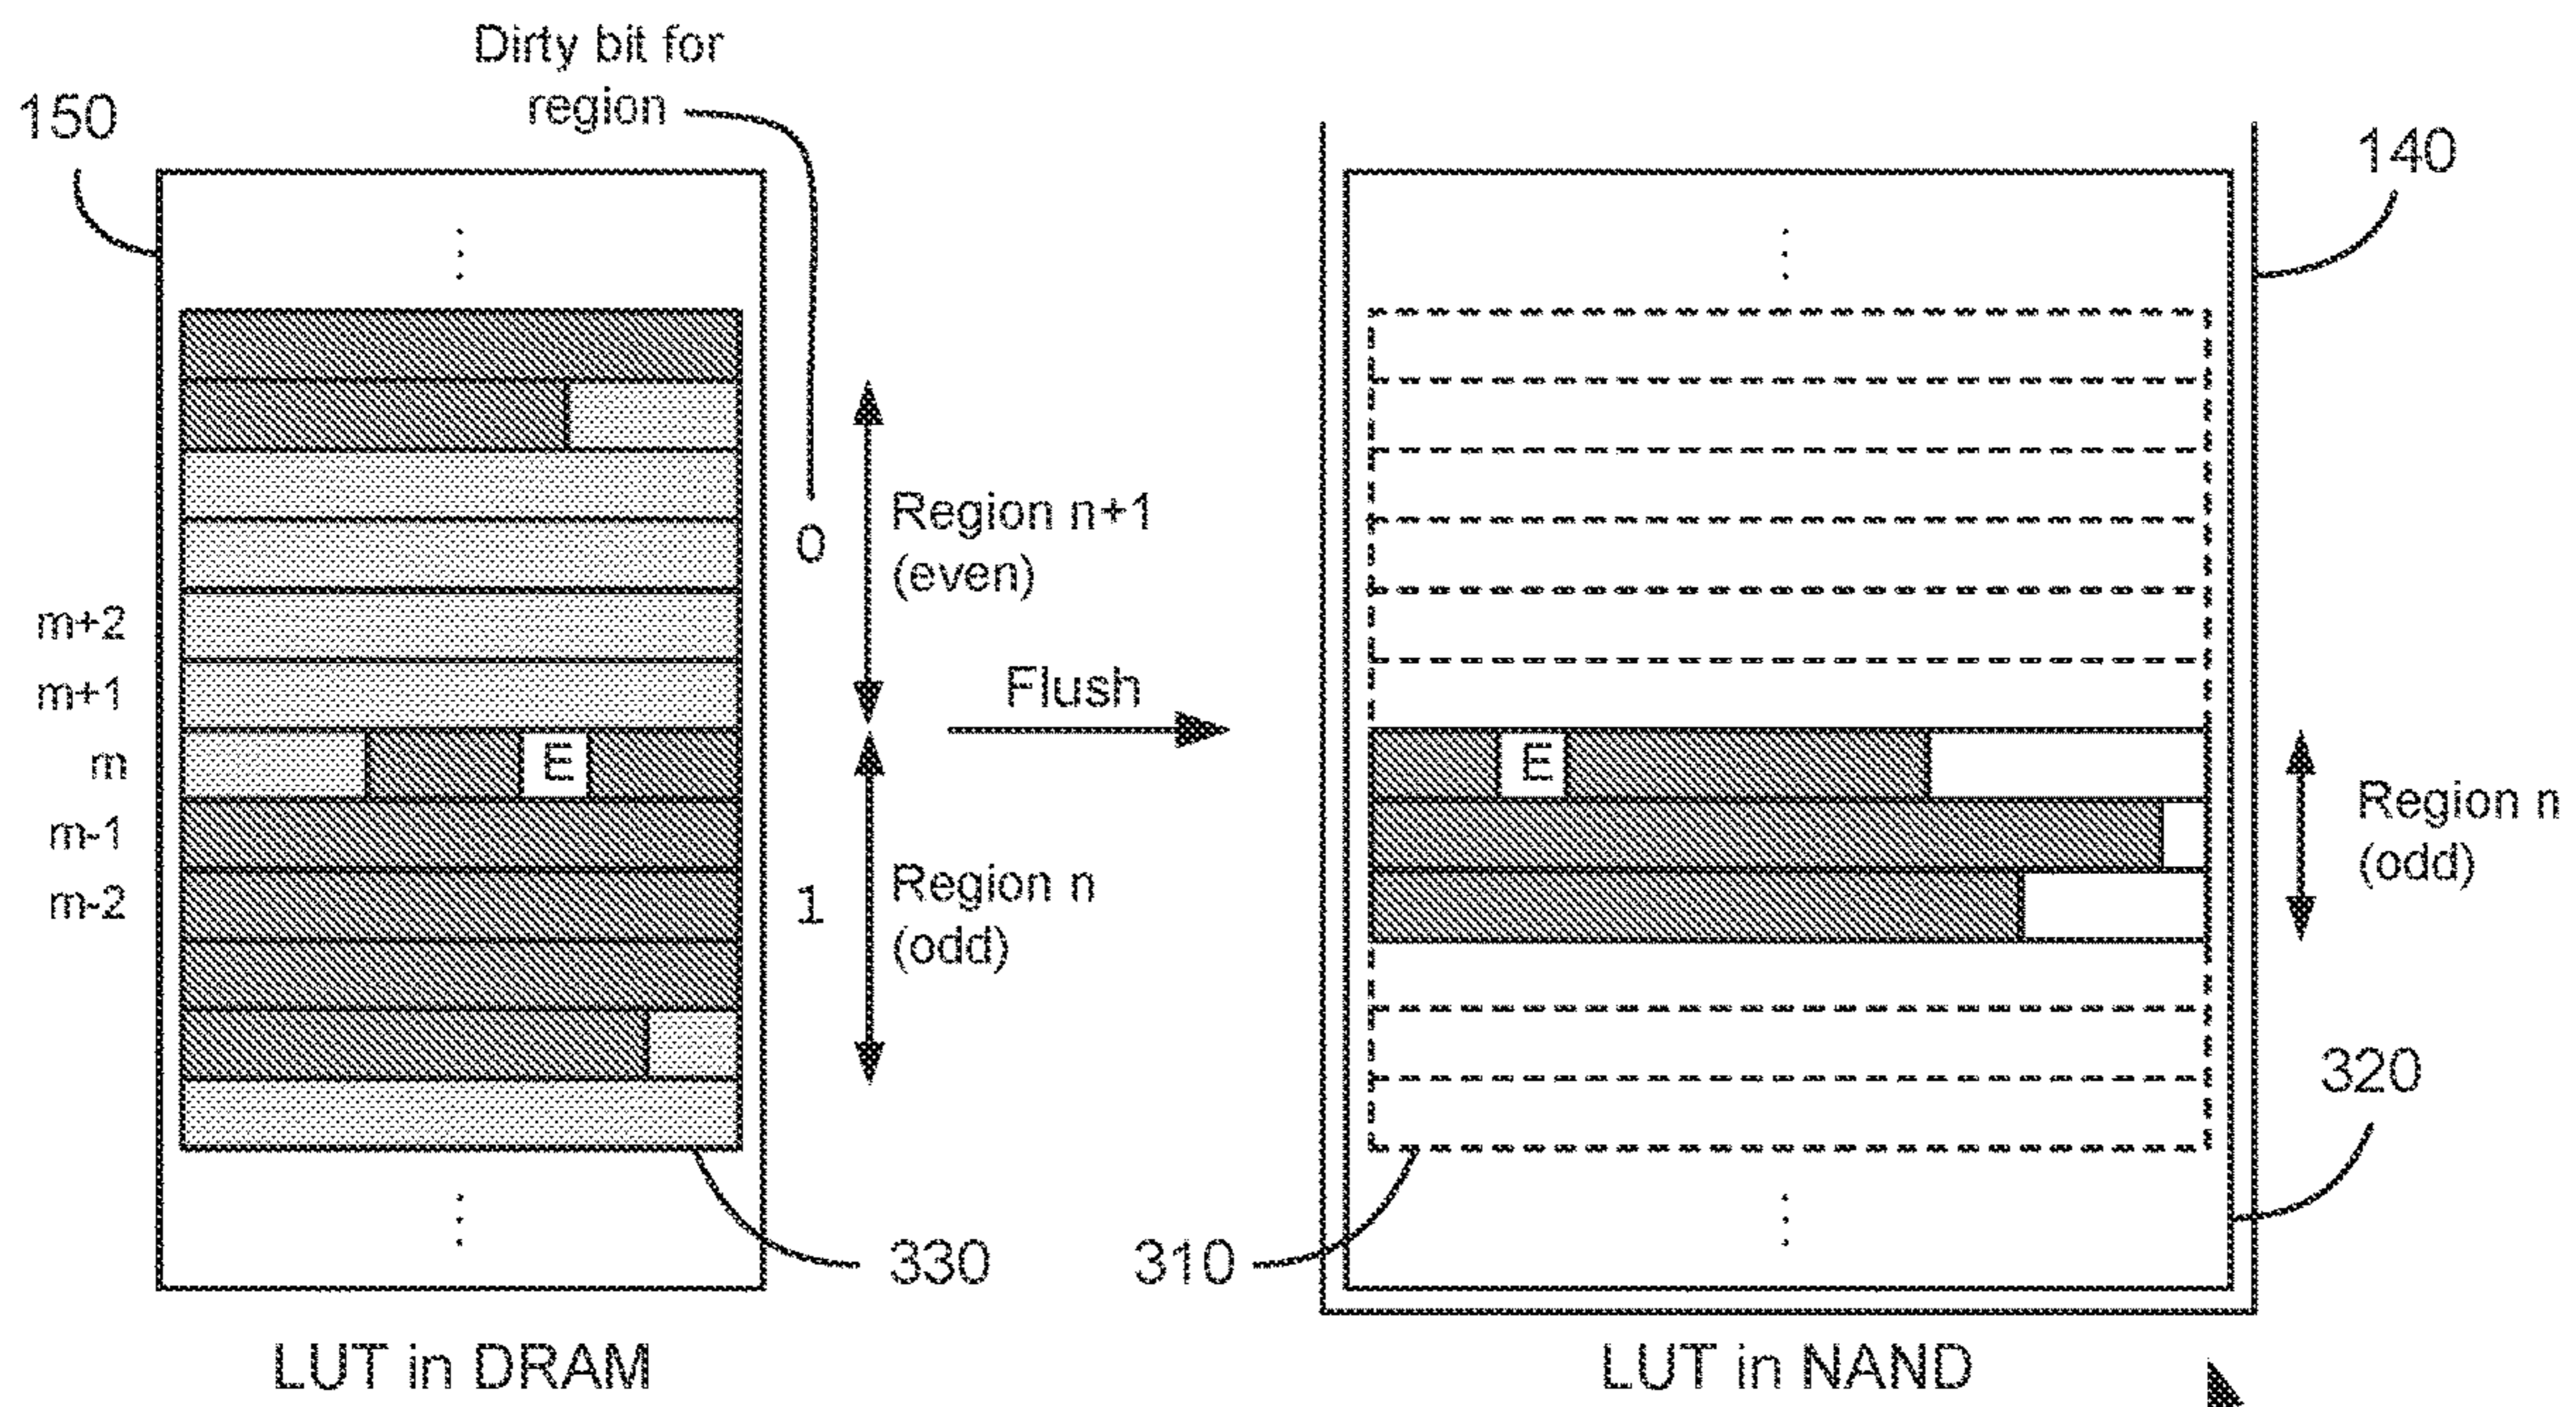 Dirty bit for
region
150
140
0
Region n+1
(even)
m+2
m+1
Flush
m
E
E
m-1
Region n
(odd)
m-2
1
Region n
(odd)
320
330
310
LUT in DRAM
LUT in NAND